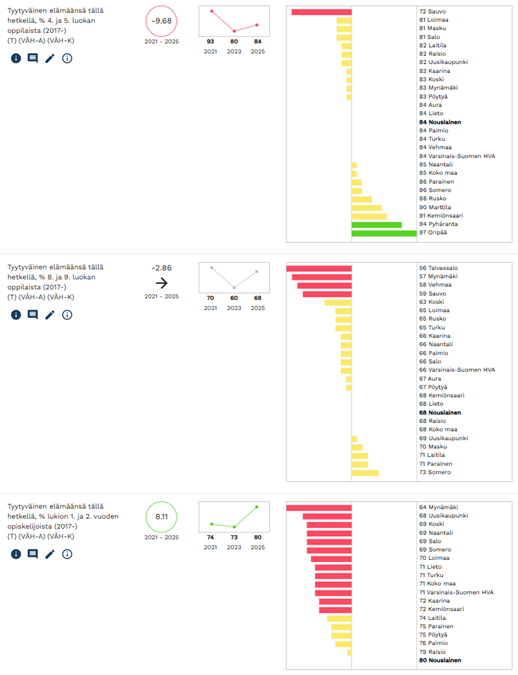 Tyytyväinen elämäänsä tällä
hetkellä, % 4. ja 5. luokan
oppilaista (2017-)
(T) (VÄH-A) (VÄH-K)
-9.68
2021 - 2025
93 80 84
2021 2023 2025
72 Sauvo
81 Loimaa
81 Masku
81 Salo
82 Laitila
82 Raisio
82 Uusikaupunki
83 Kaarina
83 Koski
83 Mynämäki
83 Pöytyä
84 Aura
84 Lieto
84 Nousiainen
84 Paimio
84 Turku
84 Vehmaa
84 Varsinais-Suomen HVA
85 Naantali
85 Koko maa
86 Parainen
86 Somero
88 Rusko
90 Marttila
91 Kemiönsaari
94 Pyhäranta
97 Oripää
Tyytyväinen elämäänsä tällä
hetkellä, % 8. ja 9. luokan
oppilaista (2017-)
(T) (VÄH-A) (VÄH-K)
-2.86
2021 - 2025
70 60 68
2021 2023 2025
56 Taivassalo
57 Mynämäki
58 Vehmaa
59 Sauvo
63 Koski
65 Loimaa
65 Rusko
65 Turku
66 Kaarina
66 Naantali
66 Paimio
66 Salo
66 Varsinais-Suomen HVA
67 Aura
67 Pöytyä
68 Kemiönsaari
68 Lieto
68 Nousiainen
68 Raisio
68 Koko maa
69 Uusikaupunki
70 Masku
71 Laitila
71 Parainen
73 Somero
Tyytyväinen elämäänsä tällä
hetkellä, % lukion 1. ja 2. vuoden
opiskelijoista (2017-)
(T) (VÄH-A) (VÄH-K)
8.11
2021 - 2025
74 73 80
2021 2023 2025
64 Mynämäki
68 Uusikaupunki
69 Koski
69 Naantali
69 Salo
69 Somero
70 Loimaa
71 Lieto
71 Turku
71 Koko maa
71 Varsinais-Suomen HVA
72 Kaarina
72 Kemiönsaari
74 Laitila
75 Parainen
75 Pöytyä
76 Paimio
79 Raisio
80 Nousiainen